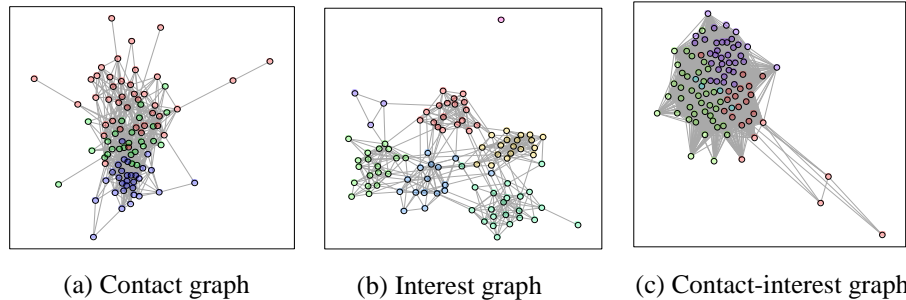 (a) Contact graph
(b) Interest graph
(c) Contact-interest graph